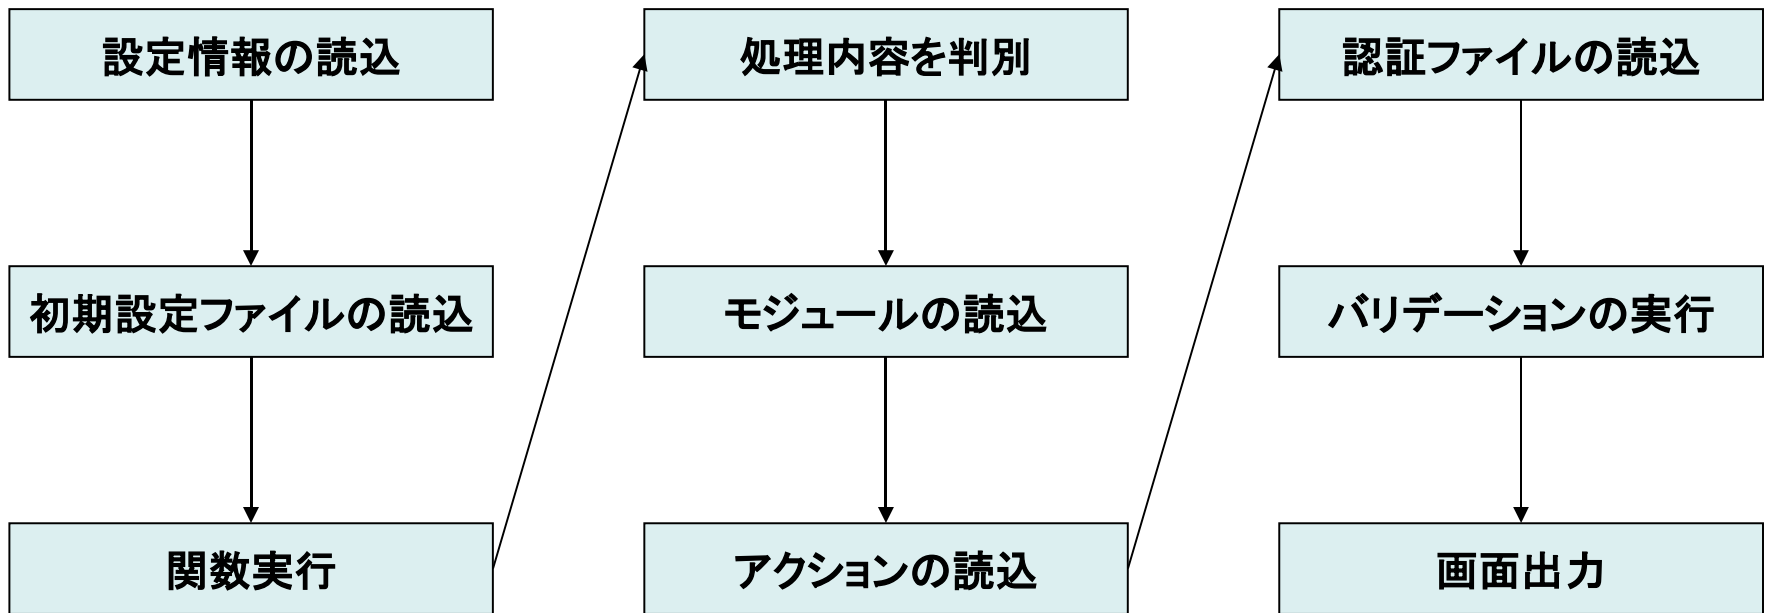 設定情報の読込
初期設定ファイルの読込
関数実行
処理内容を判別
モジュールの読込
アクションの読込
認証ファイルの読込
バリデーションの実行
画面出力